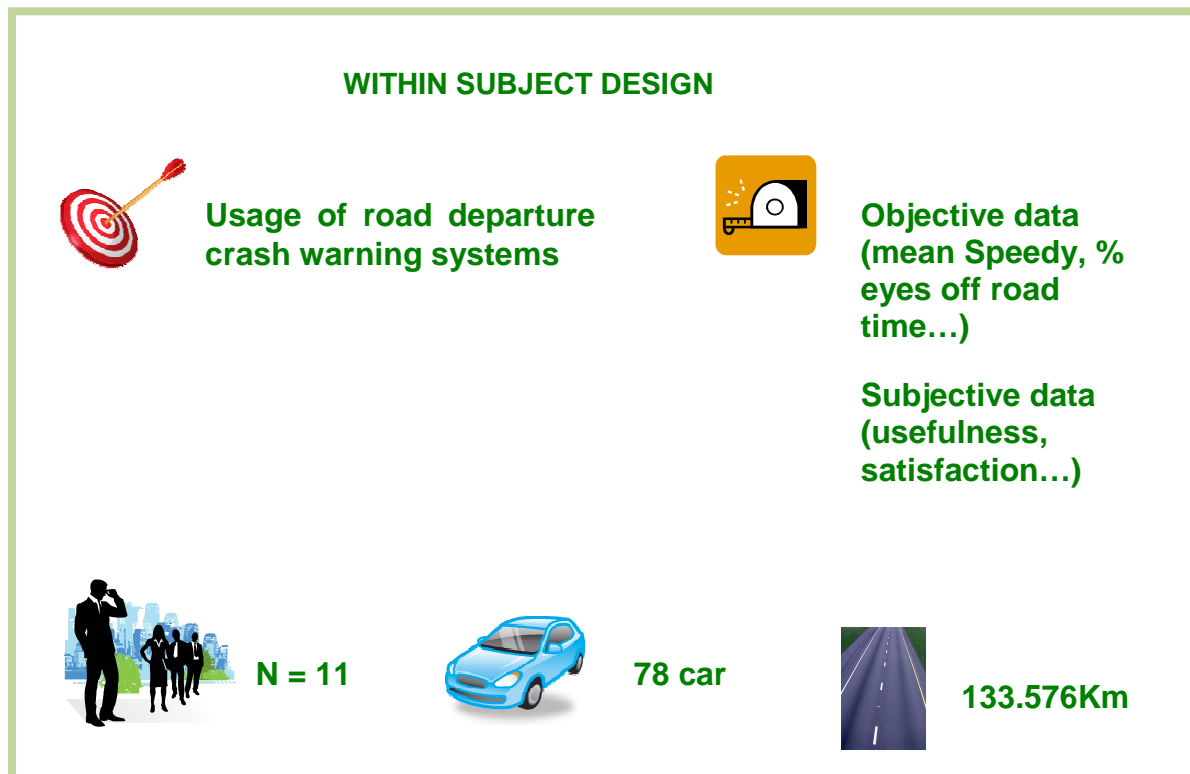 WITHIN SUBJECT DESIGN
Usage of road departure
crash warning systems
Objective data
(mean Speedy, %
eyes off road
time…)
Subjective data
(usefulness,
satisfaction…)
N = 11
78 car
133.576Km